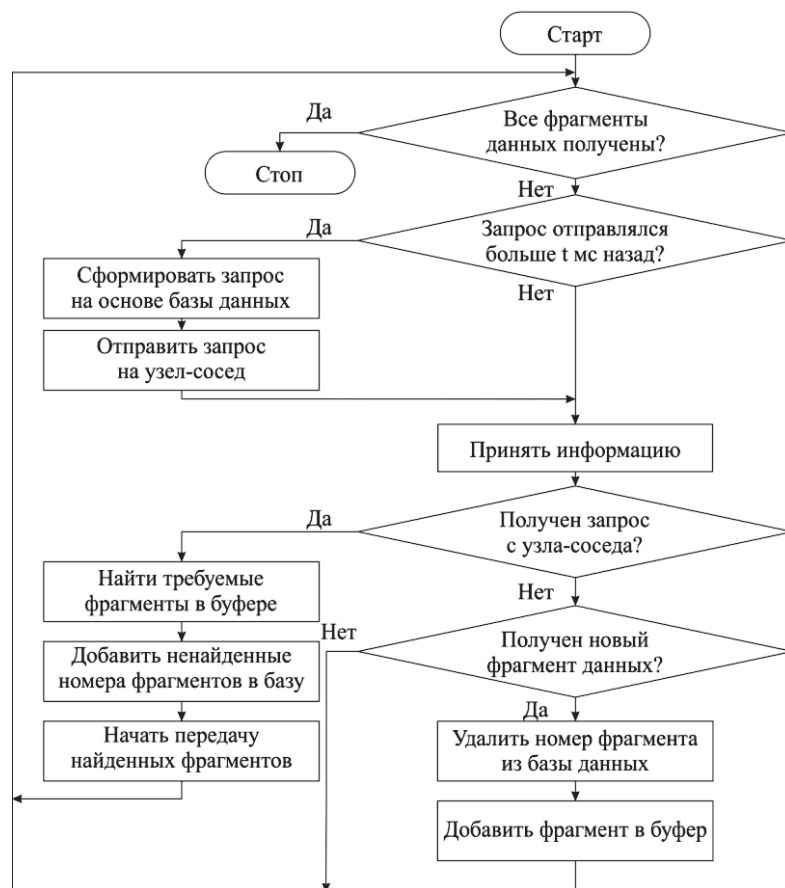 Старт
Все фрагменты
данных получены?
Да
Стоп
Нет
Запрос отправлялся
больше t мс назад?
Да
Нет
Сформировать запрос
на основе базы данных
Отправить запрос
на узел-сосед
Принять информацию
Получен запрос
с узла-соседа?
Да
Нет
Найти требуемые
фрагменты в буфере
Добавить ненайденные
номера фрагментов в базу
Начать передачу
найденных фрагментов
Получен новый
фрагмент данных?
Нет
Да
Удалить номер фрагмента
из базы данных
Добавить фрагмент в буфер